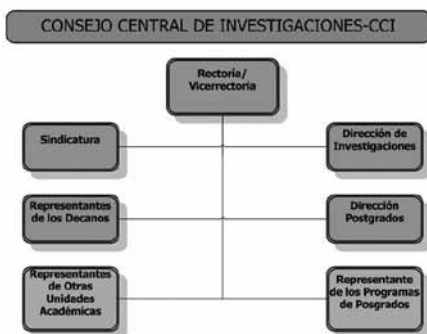 CONSEJO CENTRAL DE INVESTIGACIONES-CCI
Rectoría/
Vicerrectoría
Sindicatura
Dirección de
Investigaciones
Representantes
de los Decanos
Dirección
Postgrados
Representantes
de Otras
Unidades
Académicas
Representante
de los Programas
de Posgrados